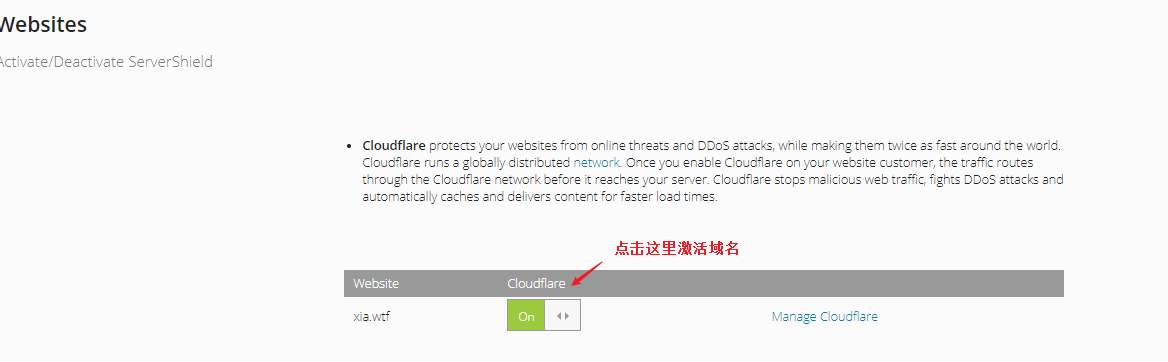 Websites
Activate/Deactivate ServerShield
Cloudflare protects your websites from online threats and DDoS attacks, while making them twice as fast around the world.
Cloudflare runs a globally distributed network. Once you enable Cloudflare on your website customer, the traffic routes
through the Cloudflare network before it reaches your server. Cloudflare stops malicious web traffic, fights DDoS attacks and
automatically caches and delivers content for faster load times.
点击这里激活域名
Website Cloudflare
xia.wtf On Manage Cloudflare